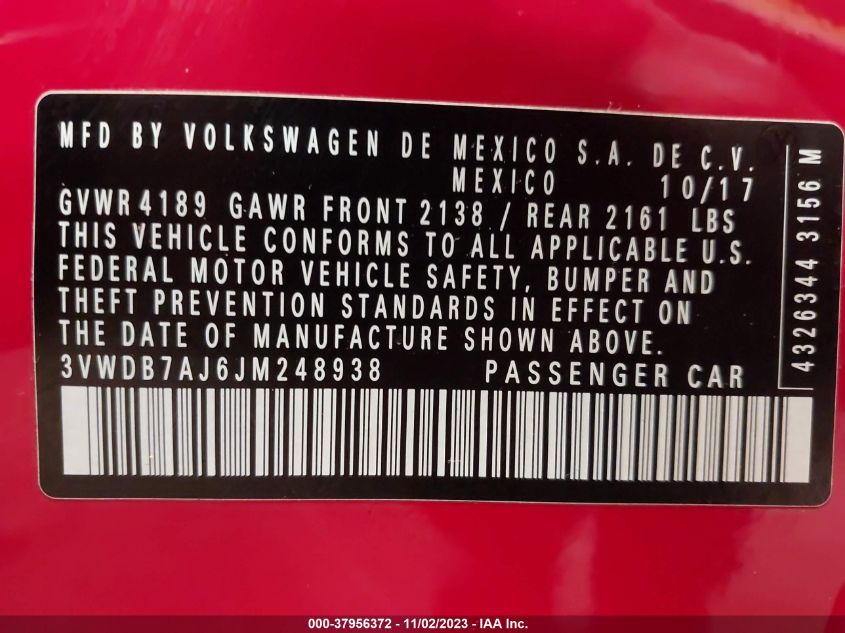 MFD BY VOLKSWAGEN DE MEXICO S.A. DE C.V.
MEXICO 10/17
GVWR 4189 GAWR FRONT 2138 / REAR 2161 LBS
THIS VEHICLE CONFORMS TO ALL APPLICABLE U.S.
FEDERAL MOTOR VEHICLE SAFETY, BUMPER AND
THEFT PREVENTION STANDARDS IN EFFECT ON
THE DATE OF MANUFACTURE SHOWN ABOVE.
3VWDB7AJ6JM248938 PASSENGER CAR
4326344 3156 M
000-37956372 - 11/02/2023 - IAA Inc.